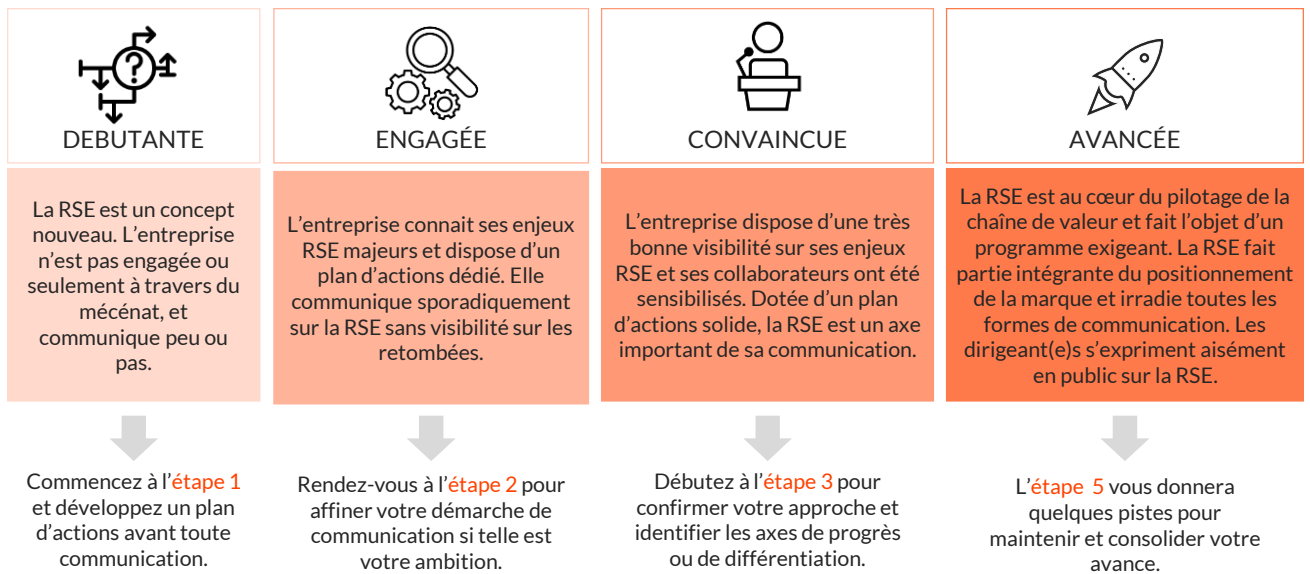 ?
DEBUTANTE
La RSE est un concept
nouveau. L’entreprise
n’est pas engagée ou
seulement à travers du
mécénat, et
communique peu ou
pas.
Commencez à l’étape 1
et développez un plan
d’actions avant toute
communication.
ENGAGÉE
L’entreprise connait ses enjeux
RSE majeurs et dispose d’un
plan d’actions dédié. Elle
communique sporadiquement
sur la RSE sans visibilité sur les
retombées.
Rendez-vous à l’étape 2 pour
affiner votre démarche de
communication si telle est
votre ambition.
CONVAINCUE
L’entreprise dispose d’une très
bonne visibilité sur ses enjeux
RSE et ses collaborateurs ont été
sensibilisés. Dotée d’un plan
d’actions solide, la RSE est un axe
important de sa communication.
Débutez à l’étape 3 pour
confirmer votre approche et
identifier les axes de progrès
ou de différentiation.
AVANCÉE
La RSE est au cœur du pilotage de la
chaîne de valeur et fait l’objet d’un
programme exigeant. La RSE fait
partie intégrante du positionnement
de la marque et irradie toutes les
formes de communication. Les
dirigeant(e)s s’expriment aisément
en public sur la RSE.
L’étape 5 vous donnera
quelques pistes pour
maintenir et consolider votre
avance.